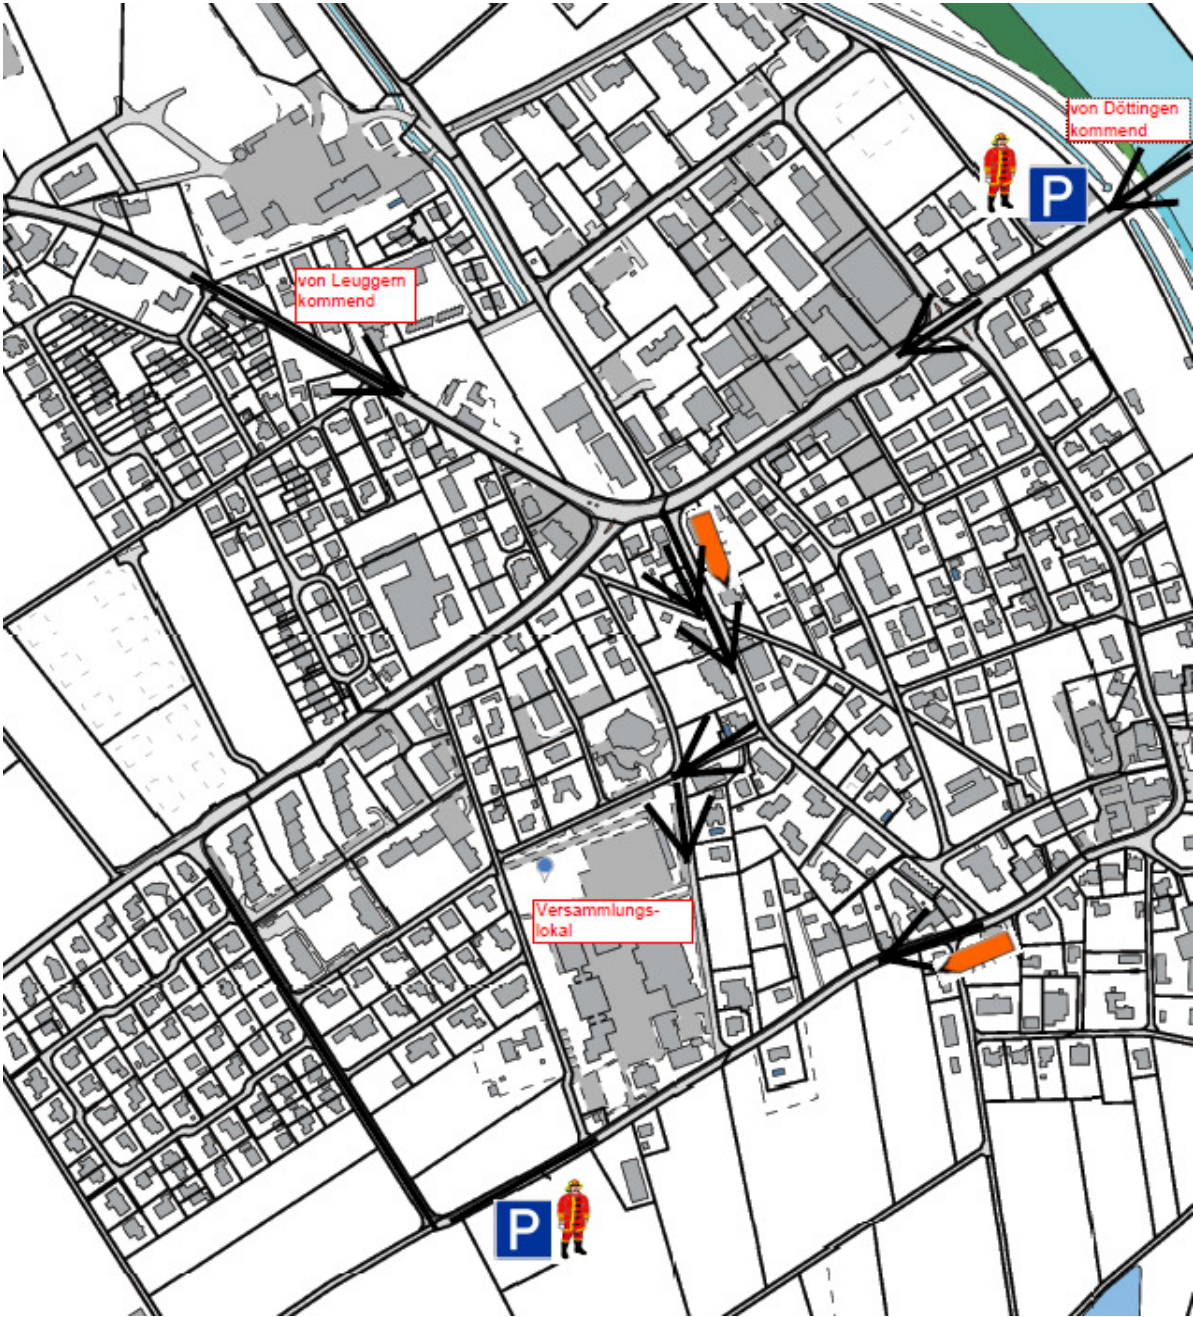 von Döttingen
kommend
P
von Leuggern
kommend
Versammlungs-
lokal
P